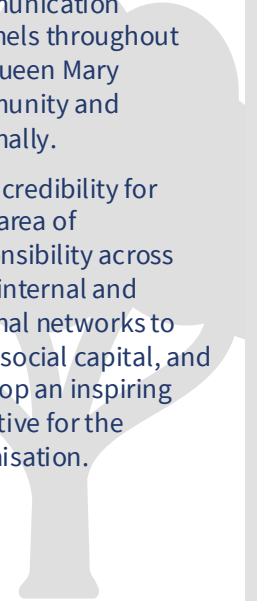 unication
nels throughout
ueen Mary
munity and
nally.
credibility for
area of
nsibility across
internal and
nal networks to
social capital, and
op an inspiring
tive for the
nisation.